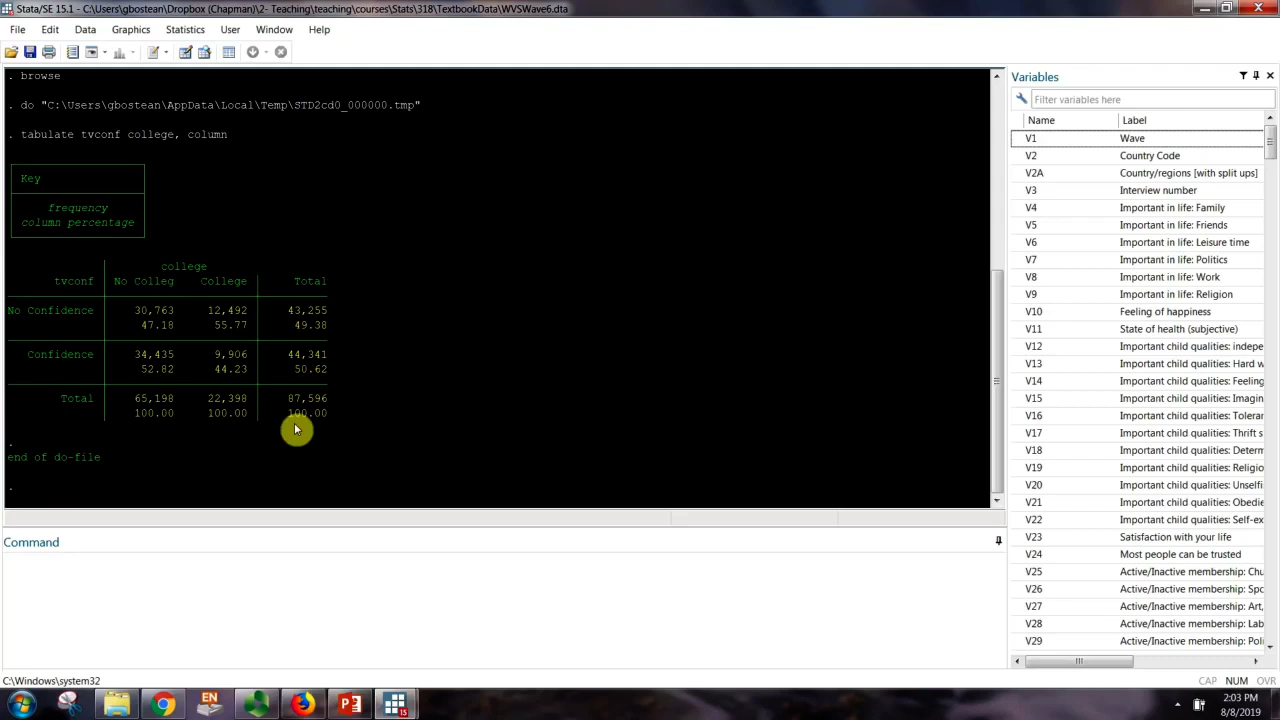 Stata/SE 15.1 - C:\Users\gbostean\Dropbox (Chapman)\2- Teaching\teaching\courses\Stats\318\TextbookData\WVSWave6.dta
File Edit Data Graphics Statistics User Window Help
. browse
. do "C:\Users\gbostean\AppData\Local\Temp\STD2cd0_000000.tmp"
. tabulate tvconf college, column
Key
frequency
column percentage
college
tvconf No Colleg College Total
No Confidence 30,763 12,492 43,255
47.18 55.77 49.38
Confidence 34,435 9,906 44,341
52.82 44.23 50.62
Total 65,198 22,398 87,596
100.00 100.00 100.00
.
end of do-file
.
Command
C:\Windows\system32
Variables
Filter variables here
Name Label
V1 Wave
V2 Country Code
V2A Country/regions [with split ups]
V3 Interview number
V4 Important in life: Family
V5 Important in life: Friends
V6 Important in life: Leisure time
V7 Important in life: Politics
V8 Important in life: Work
V9 Important in life: Religion
V10 Feeling of happiness
V11 State of health (subjective)
V12 Important child qualities: indepe
V13 Important child qualities: Hard w
V14 Important child qualities: Feeling
V15 Important child qualities: Imagin
V16 Important child qualities: Tolerar
V17 Important child qualities: Thrift s
V18 Important child qualities: Determ
V19 Important child qualities: Religio
V20 Important child qualities: Unselfi
V21 Important child qualities: Obedie
V22 Important child qualities: Self-ex
V23 Satisfaction with your life
V24 Most people can be trusted
V25 Active/Inactive membership: Chu
V26 Active/Inactive membership: Spo
V27 Active/Inactive membership: Art,
V28 Active/Inactive membership: Lab
V29 Active/Inactive membership: Poli
CAP NUM OVR
EN
15
2:03 PM
8/8/2019